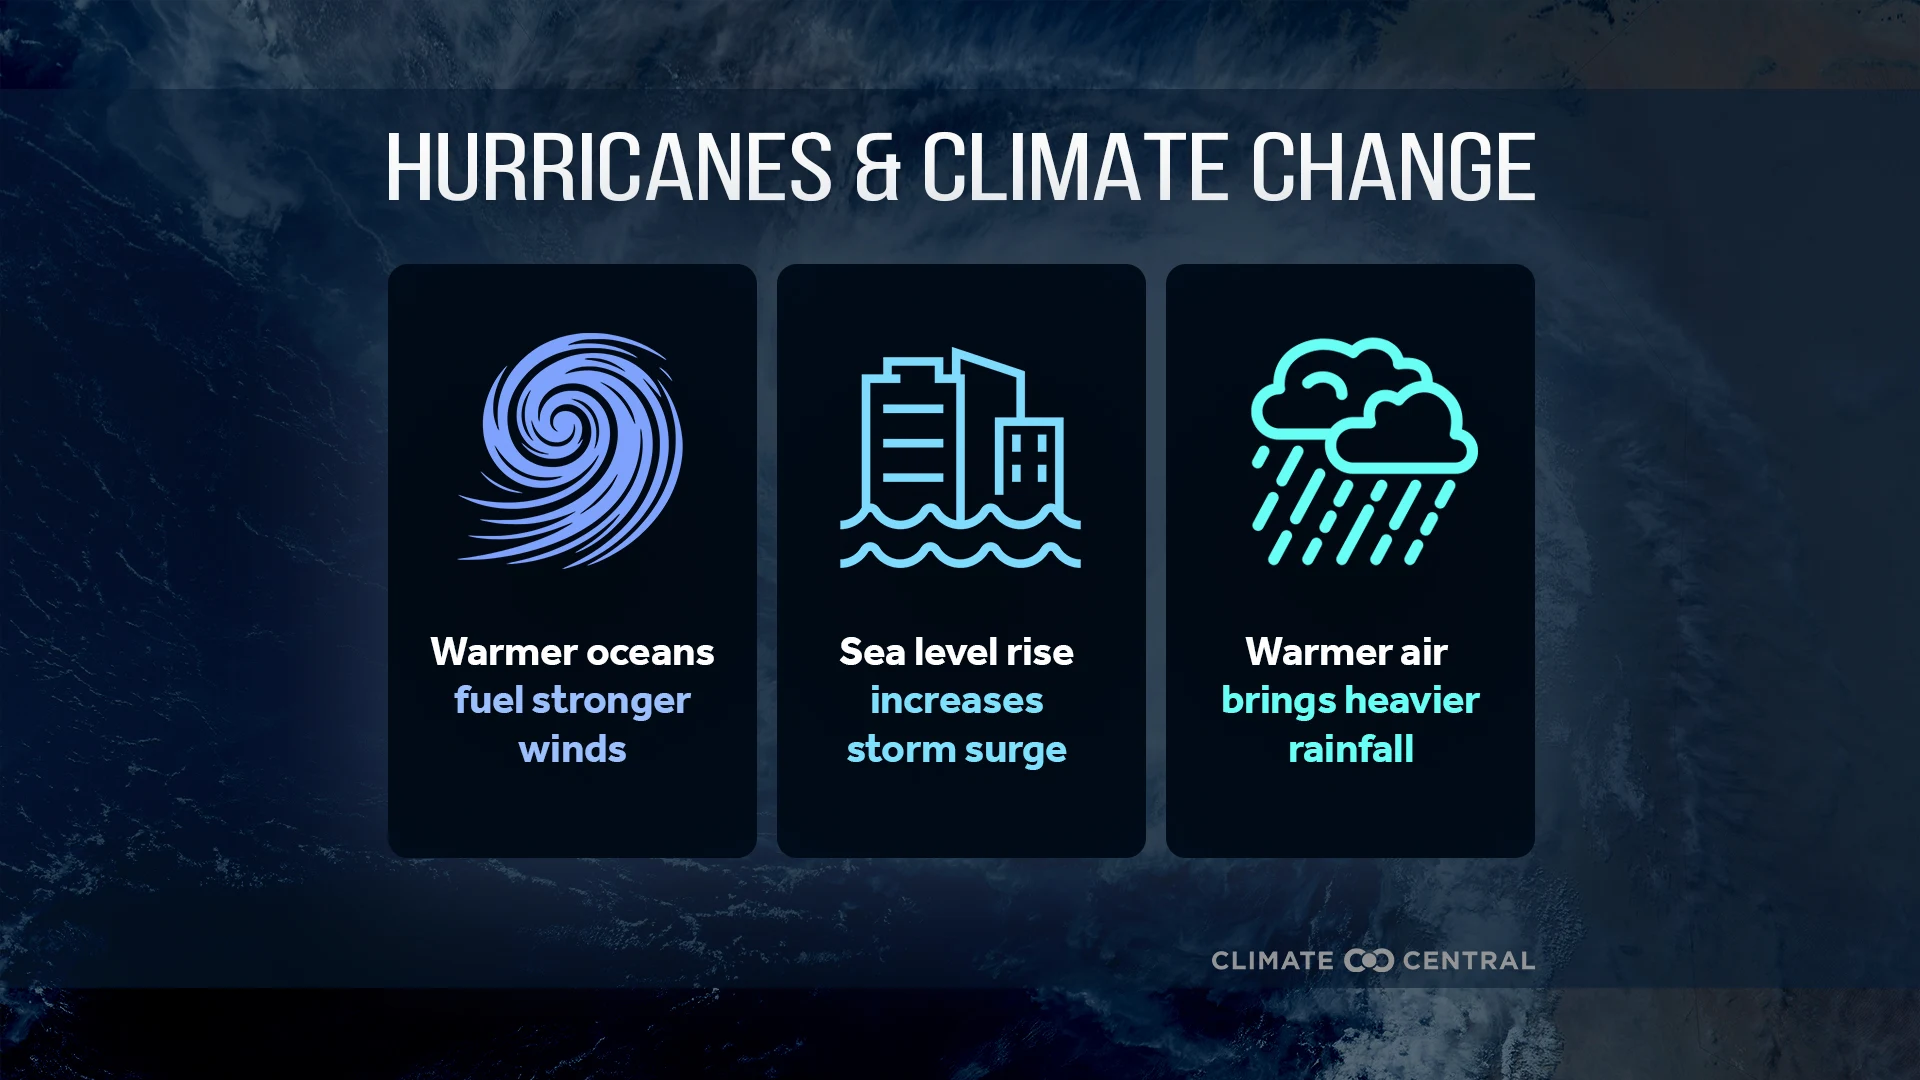 HURRICANES & CLIMATE CHANGE
Warmer oceans
fuel stronger
winds
Sea level rise
increases
storm surge
Warmer air
brings heavier
rainfall
CLIMATE CENTRAL